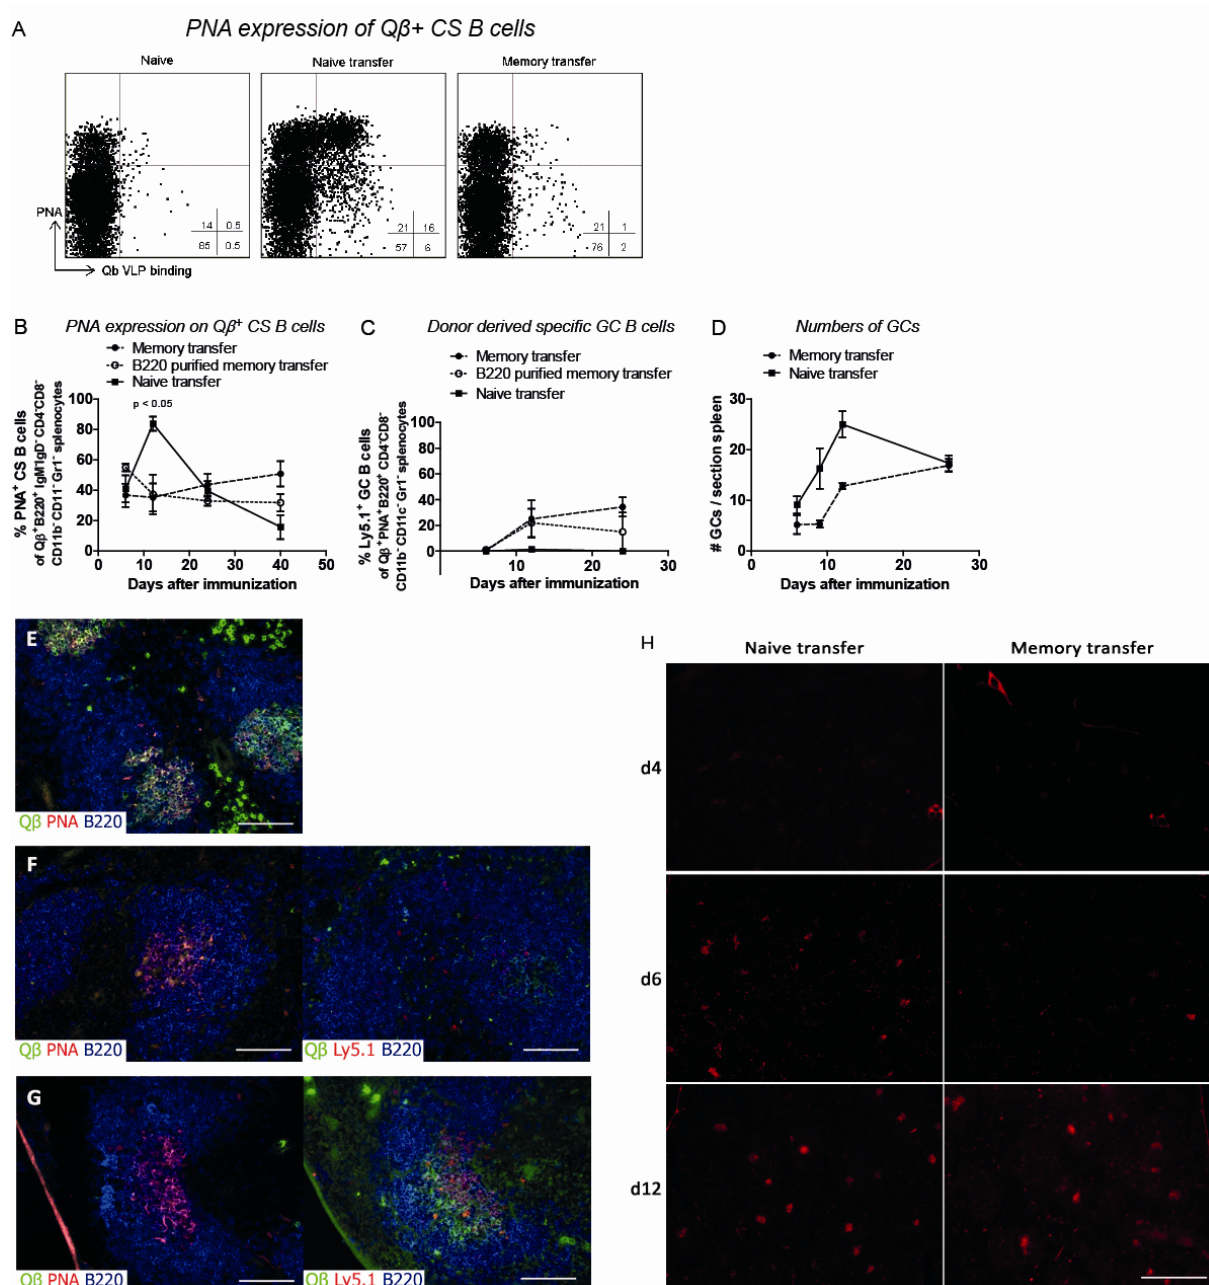 A
PNA expression of Qβ+ CS B cells
Naive
Naive transfer
Memory transfer
PNA
14 0.5
85 0.5
21 16
57 6
21 1
76 2
Qb VLP binding
B
PNA expression on Qβ+ CS B cells
Memory transfer
B220 purified memory transfer
Naive transfer
p < 0.05
% PNA+ CS B cells
of Qβ+B220+ IgM-IgD- CD4-CD8-
CD11b- CD11- Gr1- splenocytes
100
80
60
40
20
0
0 10 20 30 40 50
Days after immunization
C
Donor derived specific GC B cells
Memory transfer
B220 purified memory transfer
Naive transfer
% Ly5.1+ GC B cells
of Qβ+PNA+B220+ CD4-CD8-
CD11b- CD11c- Gr1- splenocytes
100
80
60
40
20
0
10 20 30
Days after immunization
D
Numbers of GCs
Memory transfer
Naive transfer
# GCs / section spleen
30
20
10
0
0 10 20 30
Days after immunization
E
Qβ PNA B220
F
Qβ PNA B220
Qβ Ly5.1 B220
G
Qβ PNA B220
Qβ Ly5.1 B220
H
Naive transfer
Memory transfer
d4
d6
d12